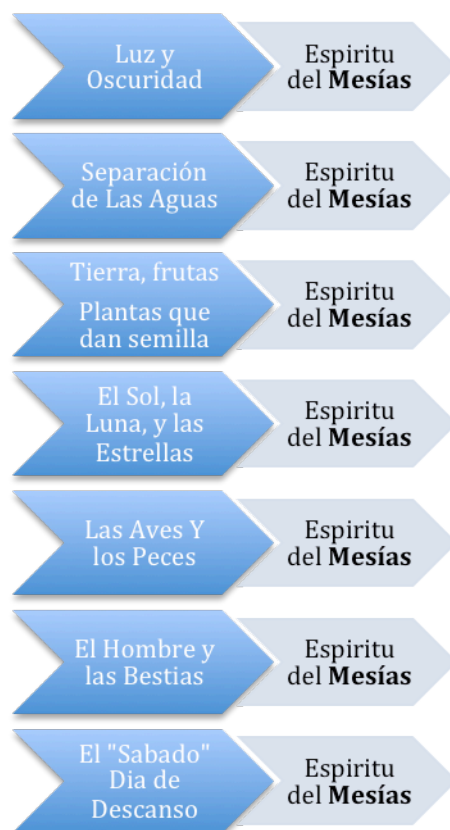 Luz y
Oscuridad
Espiritu
del Mesías
Separación
de Las Aguas
Espiritu
del Mesías
Tierra, frutas
Plantas que
dan semilla
Espiritu
del Mesías
El Sol, la
Luna, y las
Estrellas
Espiritu
del Mesías
Las Aves Y
los Peces
Espiritu
del Mesías
El Hombre y
las Bestias
Espiritu
del Mesías
El "Sabado"
Dia de
Descanso
Espiritu
del Mesías